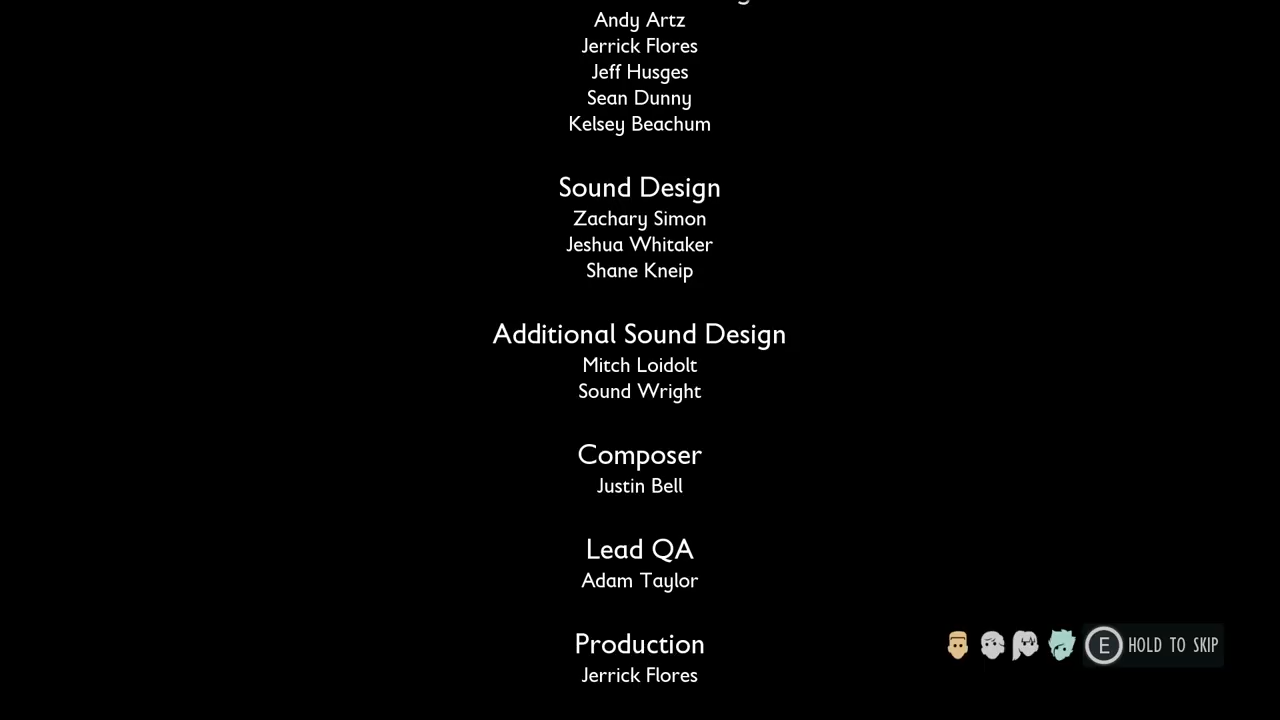 Andy Artz
Jerrick Flores
Jeff Husges
Sean Dunny
Kelsey Beachum
Sound Design
Zachary Simon
Jeshua Whitaker
Shane Kneip
Additional Sound Design
Mitch Loidolt
Sound Wright
Composer
Justin Bell
Lead QA
Adam Taylor
Production
Jerrick Flores
E HOLD TO SKIP